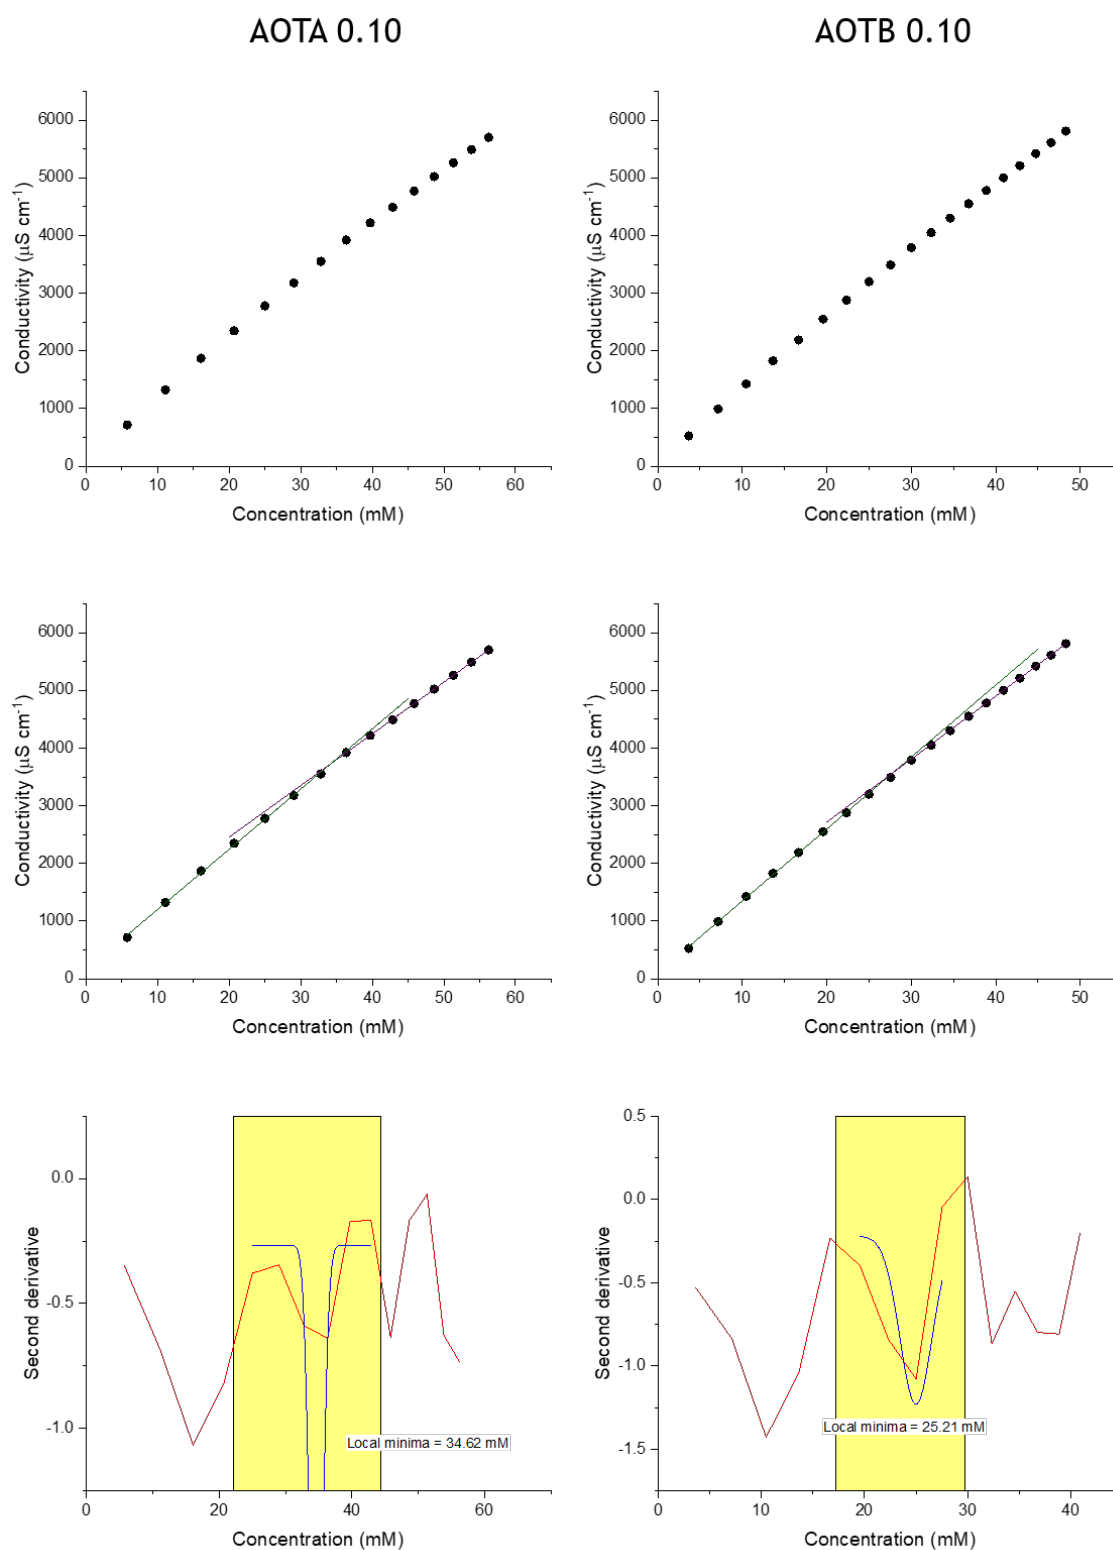 AOTA 0.10
AOTB 0.10
6000
5000
4000
3000
2000
1000
0
Conductivity (μS cm⁻¹)
0 10 20 30 40 50 60
Concentration (mM)
6000
5000
4000
3000
2000
1000
0
Conductivity (μS cm⁻¹)
0 10 20 30 40 50
Concentration (mM)
6000
5000
4000
3000
2000
1000
0
Conductivity (μS cm⁻¹)
0 10 20 30 40 50 60
Concentration (mM)
6000
5000
4000
3000
2000
1000
0
Conductivity (μS cm⁻¹)
0 10 20 30 40 50
Concentration (mM)
0.0
-0.5
-1.0
Second derivative
Local minima = 34.62 mM
0 20 40 60
Concentration (mM)
0.5
0.0
-0.5
-1.0
-1.5
Second derivative
Local minima = 25.21 mM
0 10 20 30 40
Concentration (mM)